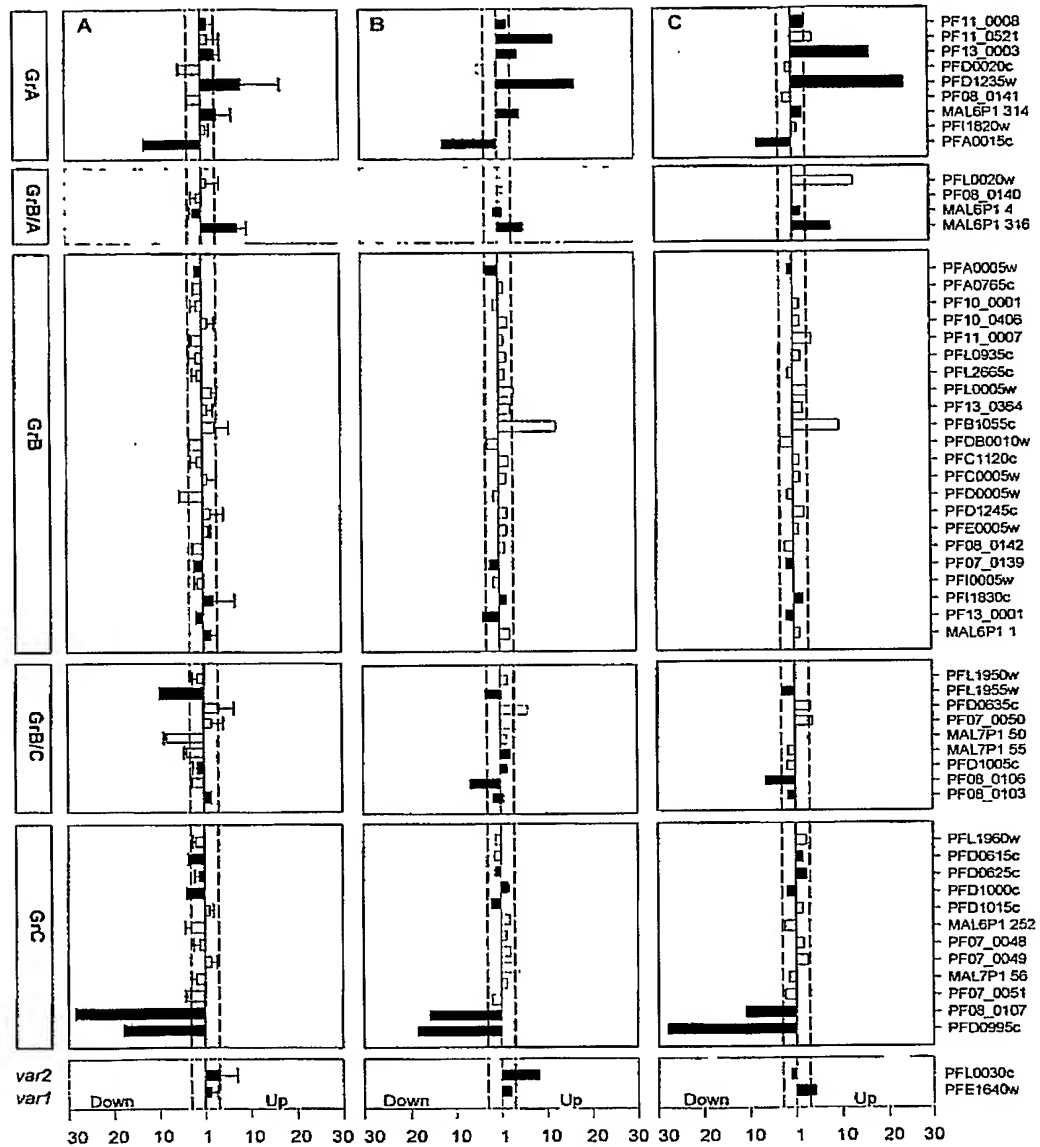 A
B
C
GrA
PF11_0008
PF11_0521
PF13_0003
PFD0020c
PFD1235w
PF08_0141
MAL6P1 314
PFI1820w
PFA0015c
GrB/A
PFL0020w
PF08_0140
MAL6P1 4
MAL6P1 316
GrB
PFA0005w
PFA0765c
PF10_0001
PF10_0406
PF11_0007
PFL0935c
PFL2665c
PFL0005w
PF13_0364
PFB1055c
PFDB0010w
PFC1120c
PFC0005w
PFD0005w
PFD1245c
PFE0005w
PF08_0142
PF07_0139
PFI0005w
PFI1830c
PF13_0001
MAL6P1 1
GrB/C
PFL1950w
PFL1955w
PFD0635c
PF07_0050
MAL7P1 50
MAL7P1 55
PFD1005c
PF08_0106
PF08_0103
GrC
PFL1960w
PFD0615c
PFD0625c
PFD1000c
PFD1015c
MAL6P1 252
PF07_0048
PF07_0049
MAL7P1 56
PF07_0051
PF08_0107
PFD0995c
var2
PFL0030c
var1
PFE1640w
Down Up Down Up Down Up
30 20 10 1 10 20 30 30 20 10 1 10 20 30 30 20 10 1 10 20 30